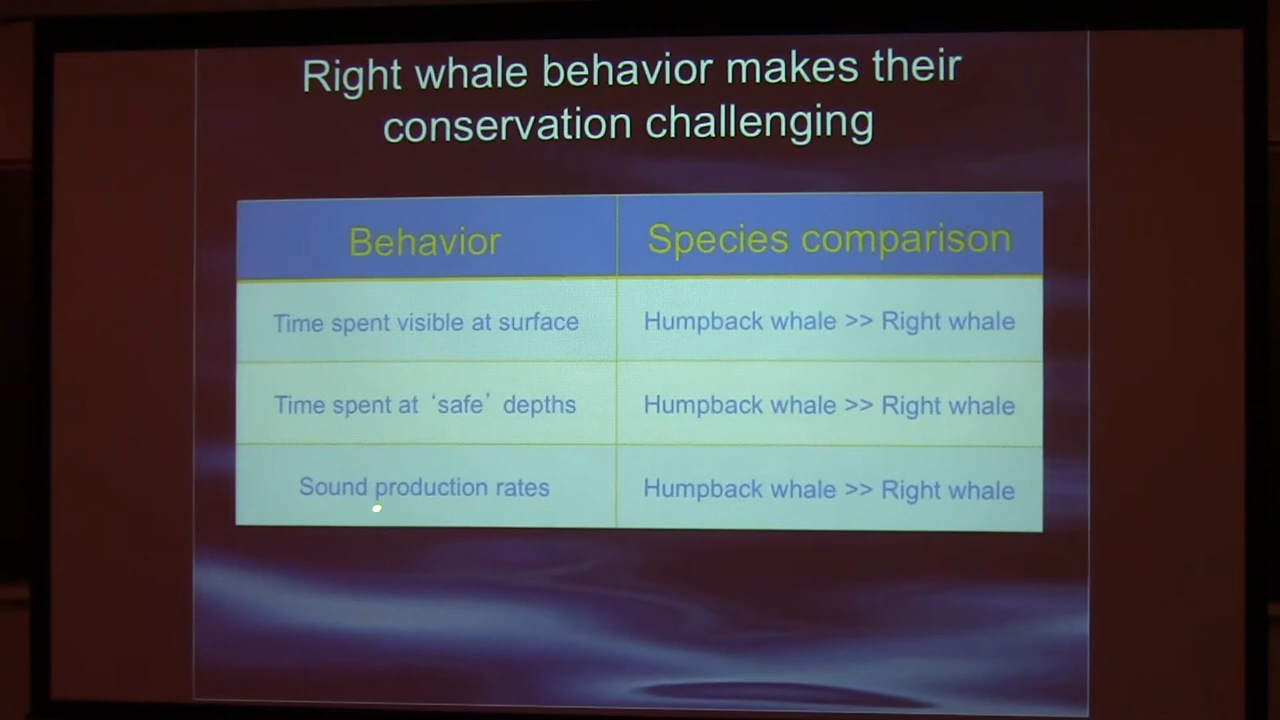 Right whale behavior makes their
conservation challenging
Behavior Species comparison
Time spent visible at surface Humpback whale >> Right whale
Time spent at ‘safe’ depths Humpback whale >> Right whale
Sound production rates Humpback whale >> Right whale